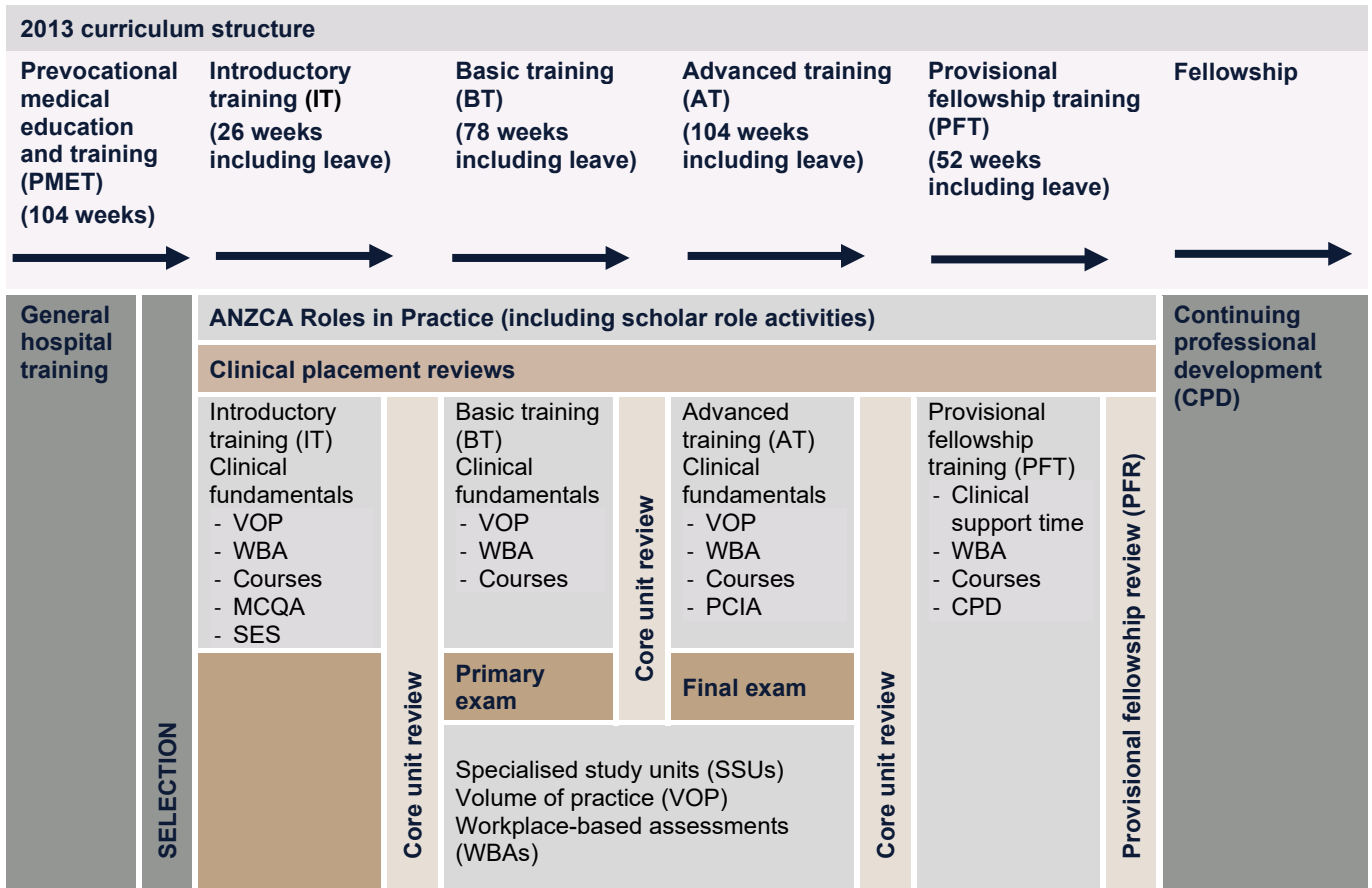 2013 curriculum structure
Prevocational
medical
education
and training
(PMET)
(104 weeks)
Introductory
training (IT)
(26 weeks
including leave)
Basic training
(BT)
(78 weeks
including leave)
Advanced training
(AT)
(104 weeks
including leave)
Provisional
fellowship training
(PFT)
(52 weeks
including leave)
Fellowship
General
hospital
training
SELECTION
ANZCA Roles in Practice (including scholar role activities)
Clinical placement reviews
Introductory
training (IT)
Clinical
fundamentals
- VOP
- WBA
- Courses
- MCQA
- SES
Core unit review
Basic training
(BT)
Clinical
fundamentals
- VOP
- WBA
- Courses
Primary
exam
Core unit review
Advanced
training (AT)
Clinical
fundamentals
- VOP
- WBA
- Courses
- PCIA
Final exam
Specialised study units (SSUs)
Volume of practice (VOP)
Workplace-based assessments
(WBAs)
Core unit review
Provisional
fellowship
training (PFT)
- Clinical
support time
- WBA
- Courses
- CPD
Provisional fellowship review (PFR)
Continuing
professional
development
(CPD)